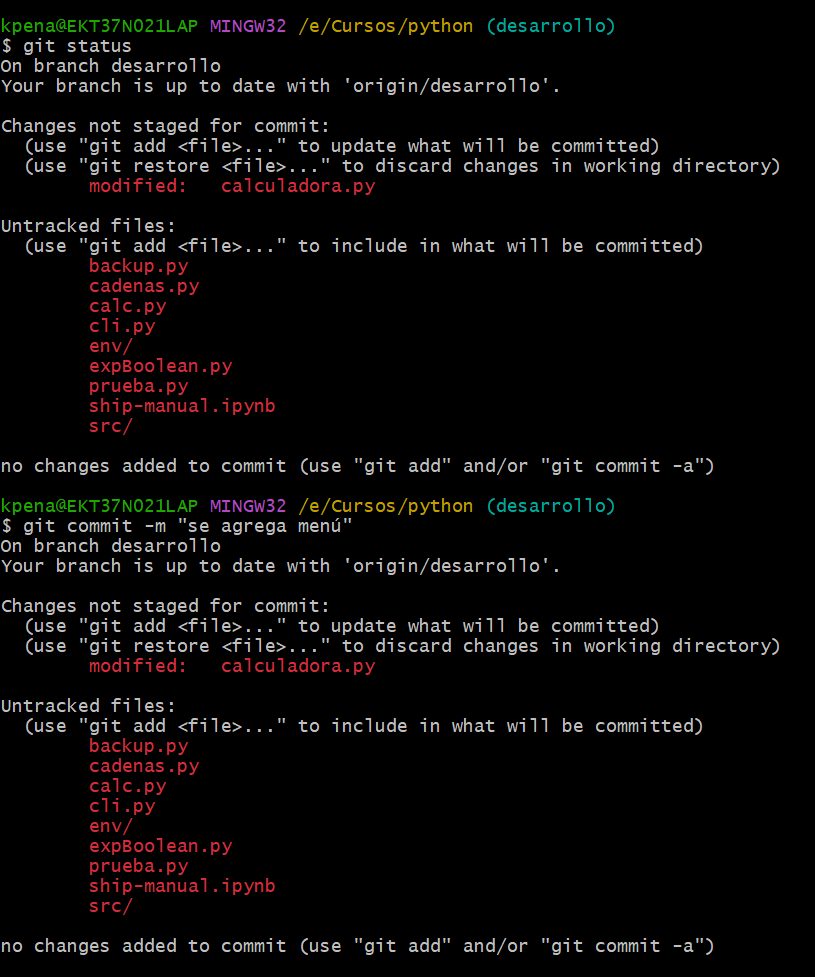 kpena@EKT37NO21LAP MINGW32 /e/Cursos/python (desarrollo)
$ git status
On branch desarrollo
Your branch is up to date with 'origin/desarrollo'.
Changes not staged for commit:
(use "git add <file>..." to update what will be committed)
(use "git restore <file>..." to discard changes in working directory)
modified:   calculadora.py
Untracked files:
(use "git add <file>..." to include in what will be committed)
backup.py
cadenas.py
calc.py
cli.py
env/
expBoolean.py
prueba.py
ship-manual.ipynb
src/
no changes added to commit (use "git add" and/or "git commit -a")
kpena@EKT37NO21LAP MINGW32 /e/Cursos/python (desarrollo)
$ git commit -m "se agrega menú"
On branch desarrollo
Your branch is up to date with 'origin/desarrollo'.
Changes not staged for commit:
(use "git add <file>..." to update what will be committed)
(use "git restore <file>..." to discard changes in working directory)
modified:   calculadora.py
Untracked files:
(use "git add <file>..." to include in what will be committed)
backup.py
cadenas.py
calc.py
cli.py
env/
expBoolean.py
prueba.py
ship-manual.ipynb
src/
no changes added to commit (use "git add" and/or "git commit -a")